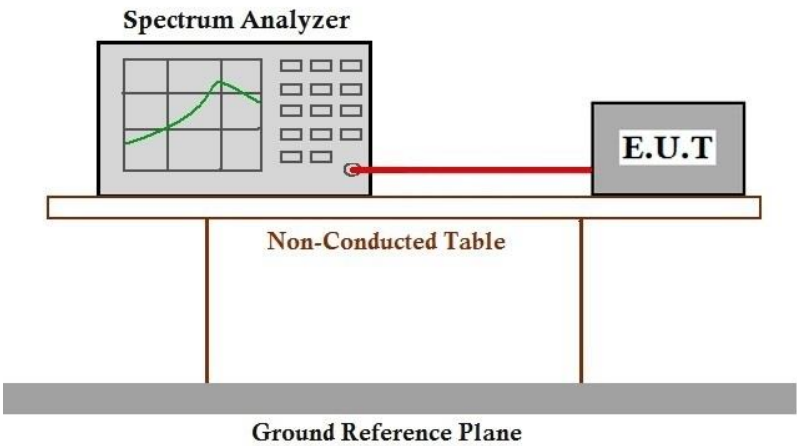 Spectrum Analyzer
E.U.T
Non-Conducted Table
Ground Reference Plane